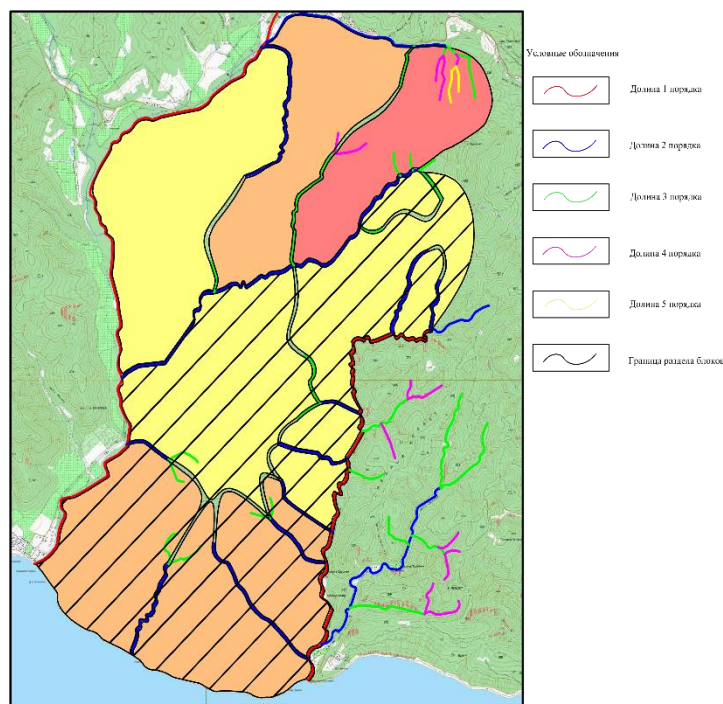 Условные обозначения
Долина 1 порядка
Долина 2 порядка
Долина 3 порядка
Долина 4 порядка
Долина 5 порядка
Граница раздела блоков